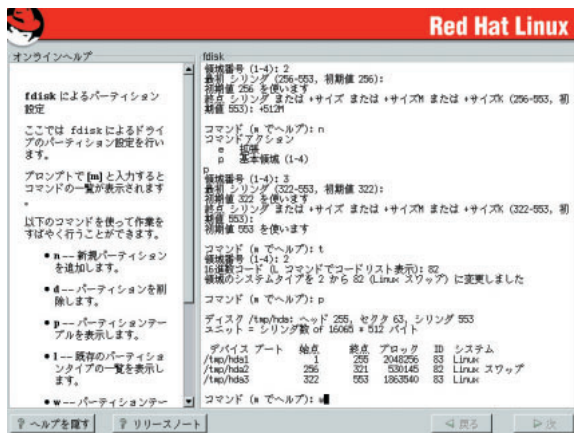 Red Hat Linux
オンラインヘルプ
fdisk によるパーティション
設定
ここでは fdiskによるドライ
ブのパーティション設定を行い
ます。
プロンプトで [m] と入力すると
コマンドの一覧が表示されます
。
以下のコマンドを使って作業を
すばやく行うことができます。
• n -- 新規パーティション
を追加します。
• d -- パーティションを削
除します。
• p -- パーティションテー
ブルを表示します。
• l -- 既存のパーティショ
ンタイプの一覧を表示し
ます。
• w -- パーティションテー
fdisk
領域番号 (1-4): 2
最初 シリンダ (256-553, 初期値 256):
初期値 256 を使います
終点 シリンダ または +サイズ または +サイズM または +サイズK (256-553, 初
期値 553): +512M
コマンド (m でヘルプ): n
コマンドアクション
e 拡張
p 基本領域 (1-4)
p
領域番号 (1-4): 3
最初 シリンダ (322-553, 初期値 322):
初期値 322 を使います
終点 シリンダ または +サイズ または +サイズM または +サイズK (322-553, 初
期値 553):
初期値 553 を使います
コマンド (m でヘルプ): t
領域番号 (1-4): 2
16進数コード (L コマンドでコードリスト表示): 82
領域のシステムタイプを 2 から 82 (Linux スワップ) に変更しました
コマンド (m でヘルプ): p
ディスク /tmp/hda: ヘッド 255, セクタ 63, シリンダ 553
ユニット = シリンダ数 of 16065 * 512 バイト
デバイス ブート 始点 終点 ブロック ID システム
/tmp/hda1 1 255 2048256 83 Linux
/tmp/hda2 256 321 530145 82 Linux スワップ
/tmp/hda3 322 553 1863540 83 Linux
コマンド (m でヘルプ): w
? ヘルプを隠す ? リリースノート ◁ 戻る ▷ 次